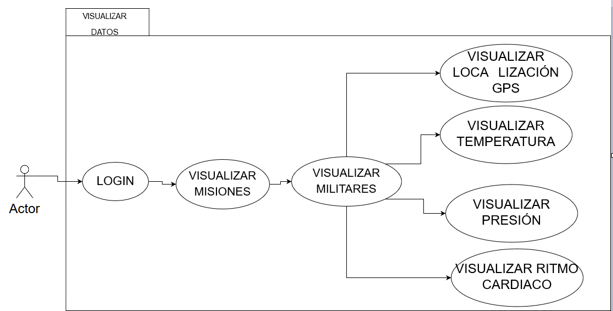 VISUALIZAR
DATOS
VISUALIZAR
LOCA LIZACIÓN
GPS
VISUALIZAR
TEMPERATURA
LOGIN
VISUALIZAR
MISIONES
VISUALIZAR
MILITARES
Actor
VISUALIZAR
PRESIÓN
VISUALIZAR RITMO
CARDIACO